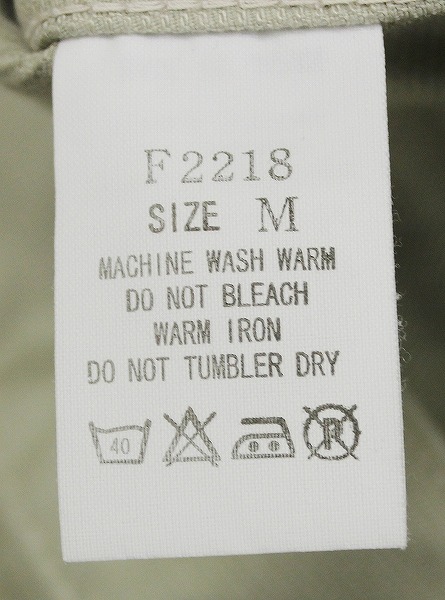 F2218
SIZE M
MACHINE WASH WARM
DO NOT BLEACH
WARM IRON
DO NOT TUMBLER DRY
40 P